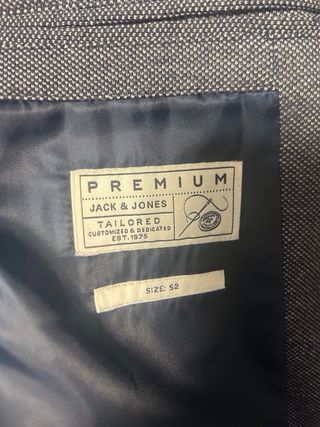 PREMIUM
JACK & JONES
TAILORED
CUSTOMIZED & DEDICATED
EST. 1975
SIZE: 52